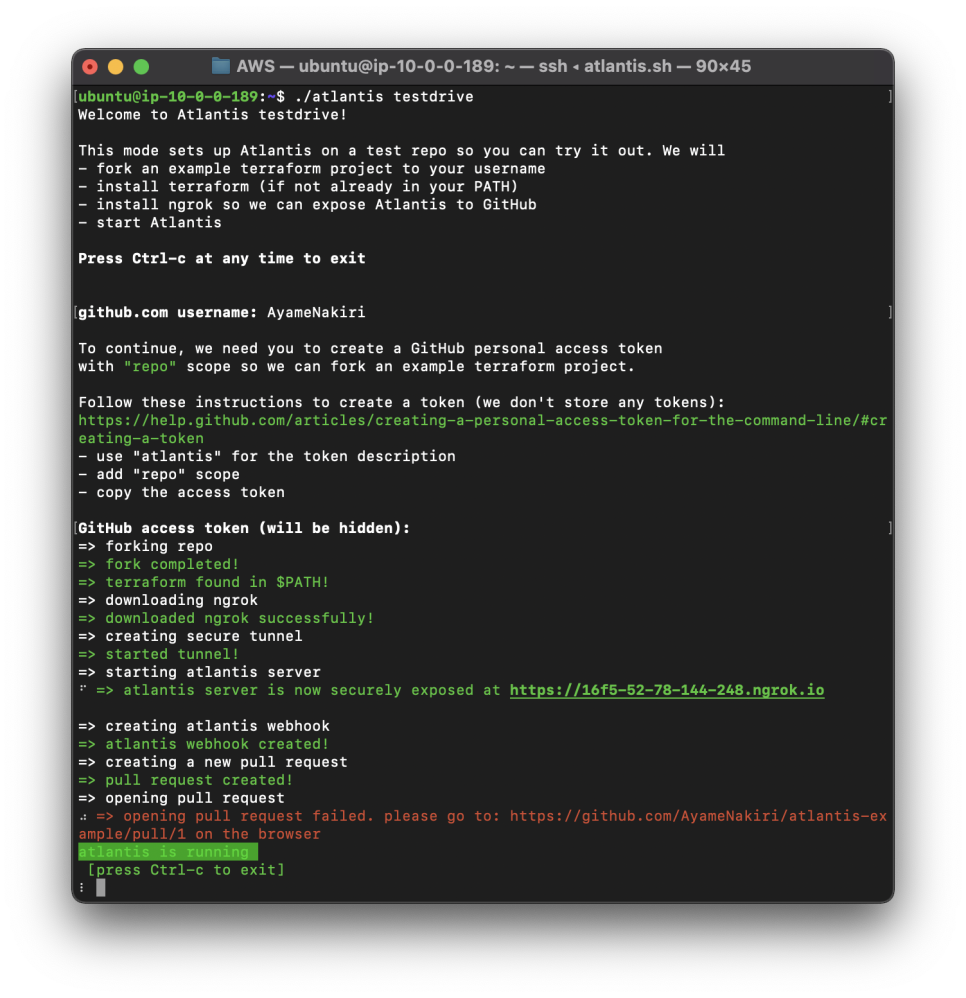 AWS — ubuntu@ip-10-0-0-189: ~ — ssh ◂ atlantis.sh — 90×45
[ubuntu@ip-10-0-0-189:~$ ./atlantis testdrive ]
Welcome to Atlantis testdrive!
This mode sets up Atlantis on a test repo so you can try it out. We will
- fork an example terraform project to your username
- install terraform (if not already in your PATH)
- install ngrok so we can expose Atlantis to GitHub
- start Atlantis
Press Ctrl-c at any time to exit
[github.com username: AyameNakiri ]
To continue, we need you to create a GitHub personal access token
with "repo" scope so we can fork an example terraform project.
Follow these instructions to create a token (we don't store any tokens):
https://help.github.com/articles/creating-a-personal-access-token-for-the-command-line/#cr
eating-a-token
- use "atlantis" for the token description
- add "repo" scope
- copy the access token
[GitHub access token (will be hidden): ]
=> forking repo
=> fork completed!
=> terraform found in $PATH!
=> downloading ngrok
=> downloaded ngrok successfully!
=> creating secure tunnel
=> started tunnel!
=> starting atlantis server
=> atlantis server is now securely exposed at https://16f5-52-78-144-248.ngrok.io
=> creating atlantis webhook
=> atlantis webhook created!
=> creating a new pull request
=> pull request created!
=> opening pull request
=> opening pull request failed. please go to: https://github.com/AyameNakiri/atlantis-ex
ample/pull/1 on the browser
atlantis is running
[press Ctrl-c to exit]